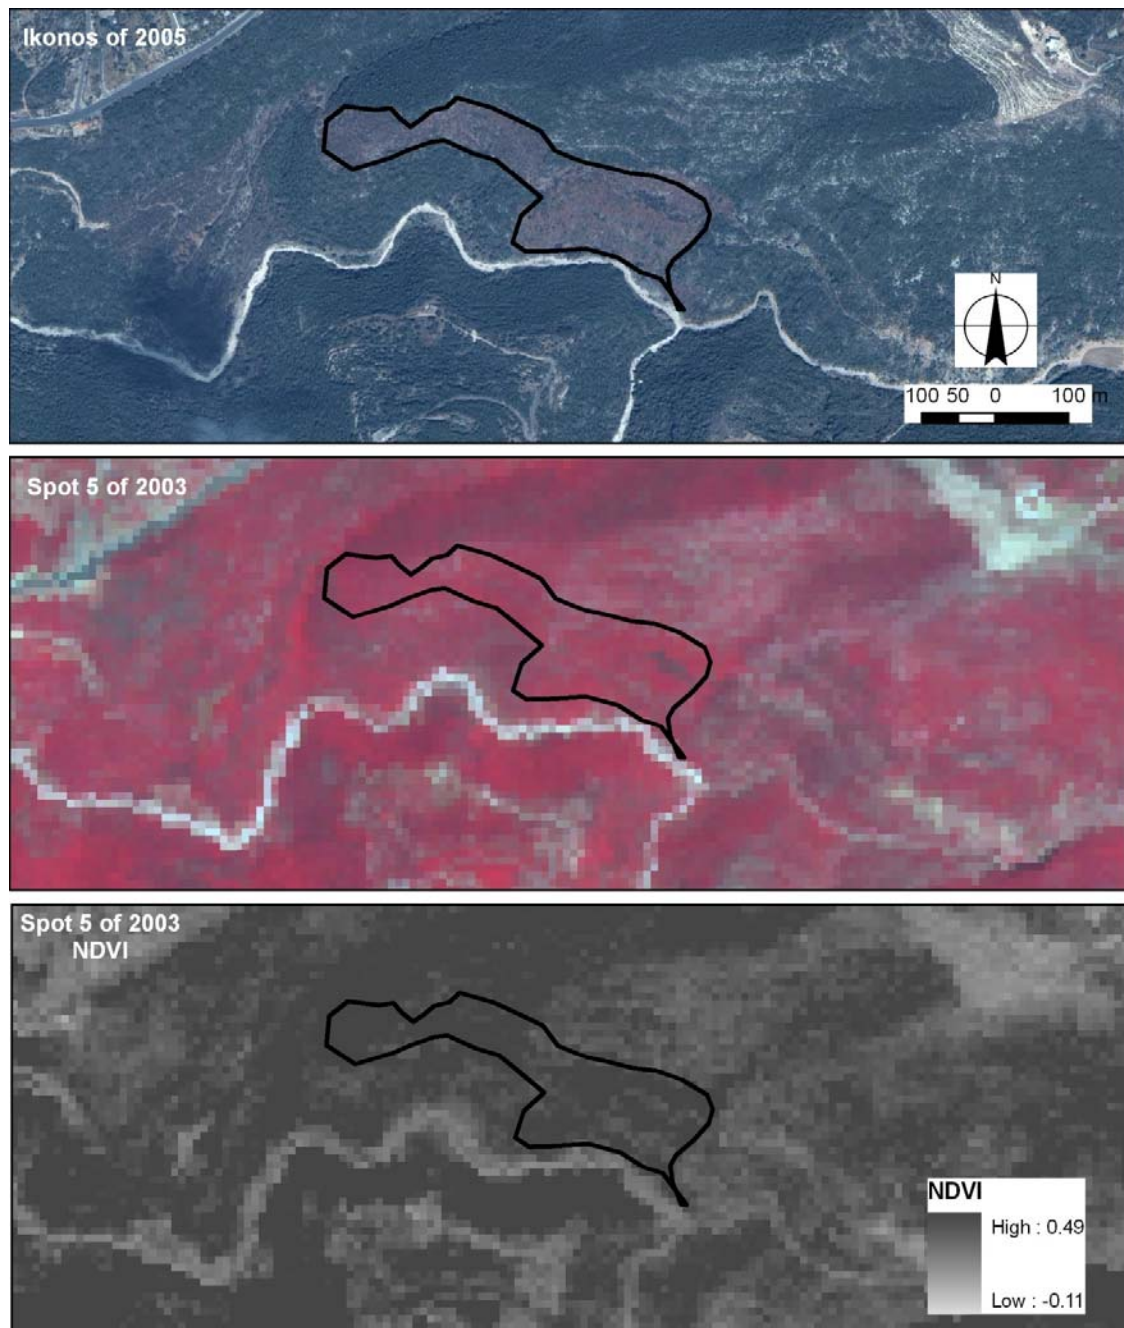 Ikonos of 2005
N
100 50 0 100 m
Spot 5 of 2003
Spot 5 of 2003
NDVI
NDVI
High : 0.49
Low : -0.11